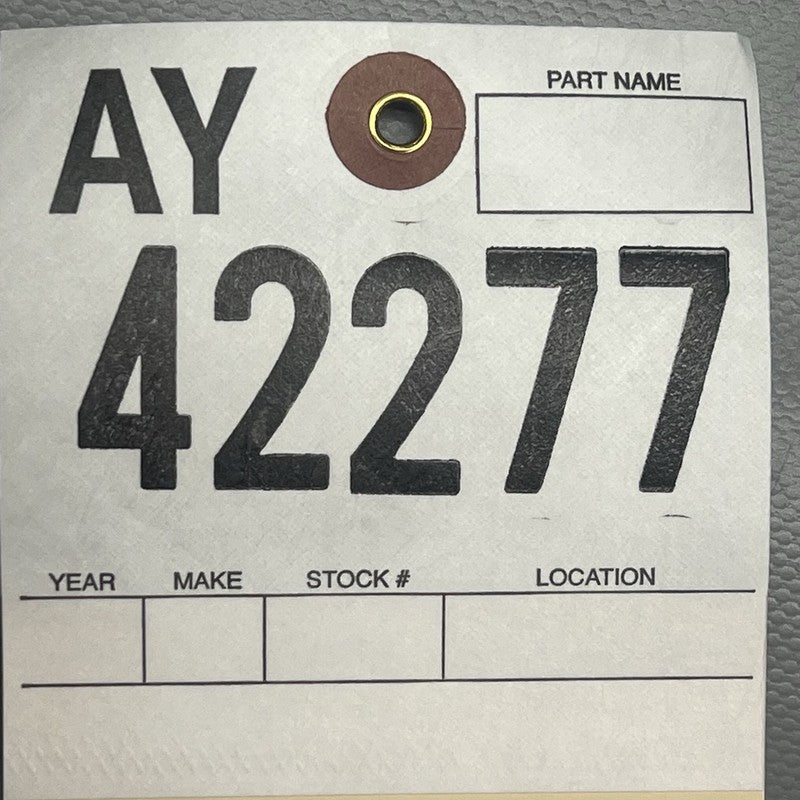 AY
PART NAME
42277
YEAR MAKE STOCK # LOCATION